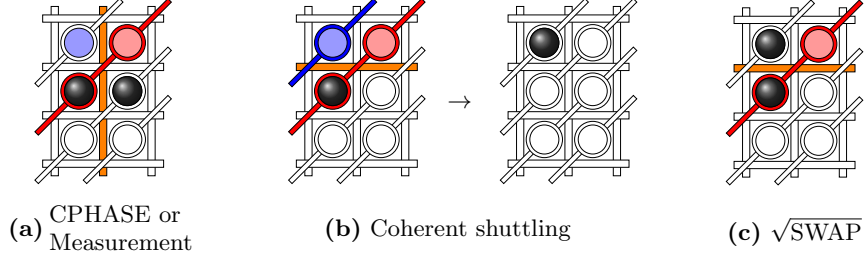 →
(a) CPHASE or
Measurement
(b) Coherent shuttling
(c) √SWAP